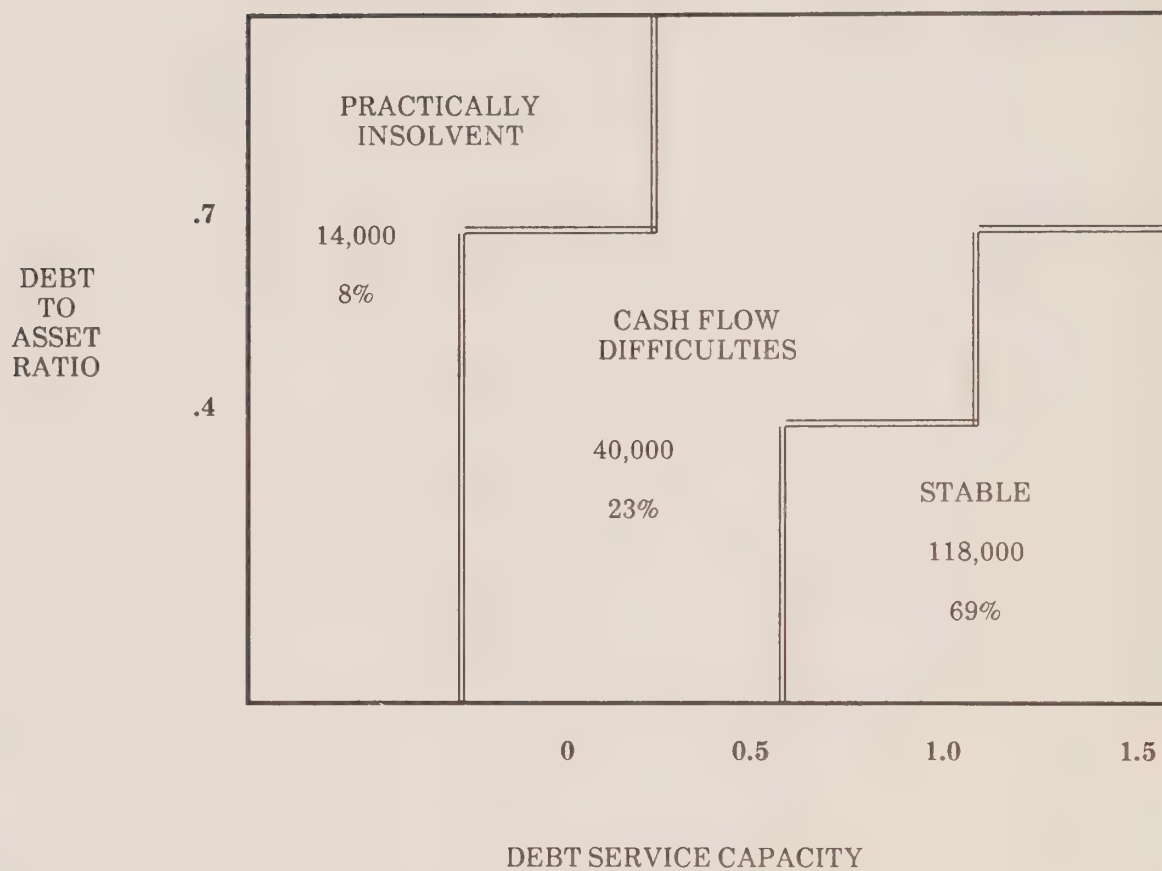 PRACTICALLY
INSOLVENT
.7
14,000
8%
DEBT
TO
ASSET
RATIO
CASH FLOW
DIFFICULTIES
.4
40,000
23%
STABLE
118,000
69%
0 0.5 1.0 1.5
DEBT SERVICE CAPACITY